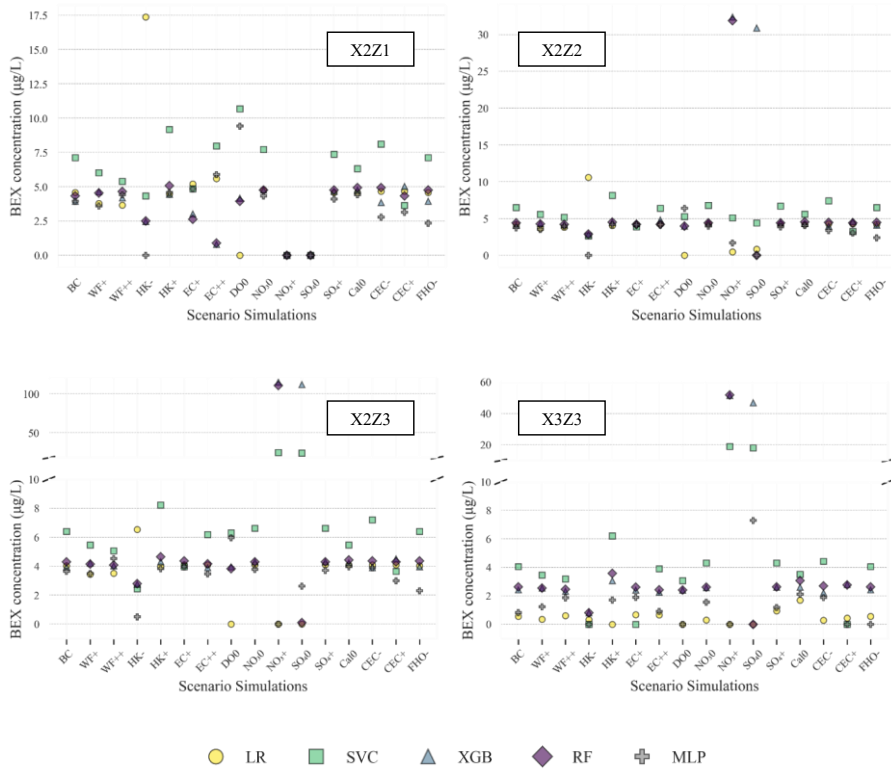 X2Z1
BEX concentration (µg/L)
17.5
15.0
12.5
10.0
7.5
5.0
2.5
0.0
BC WF+ WF++ HK- HK+ EC+ EC++ DO0 NO₃0 NO₃+ SO₄0 SO₄+ Cal0 CEC- CEC+ FHO-
Scenario Simulations
X2Z2
BEX concentration (µg/L)
30
25
20
15
10
5
0
BC WF+ WF++ HK- HK+ EC+ EC++ DO0 NO₃0 NO₃+ SO₄0 SO₄+ Cal0 CEC- CEC+ FHO-
Scenario Simulations
X2Z3
BEX concentration (µg/L)
100
50
10
8
6
4
2
0
BC WF+ WF++ HK- HK+ EC+ EC++ DO0 NO₃0 NO₃+ SO₄0 SO₄+ Cal0 CEC- CEC+ FHO-
Scenario Simulations
X3Z3
BEX concentration (µg/L)
60
40
20
10
8
6
4
2
0
BC WF+ WF++ HK- HK+ EC+ EC++ DO0 NO₃0 NO₃+ SO₄0 SO₄+ Cal0 CEC- CEC+ FHO-
Scenario Simulations
LR SVC XGB RF MLP